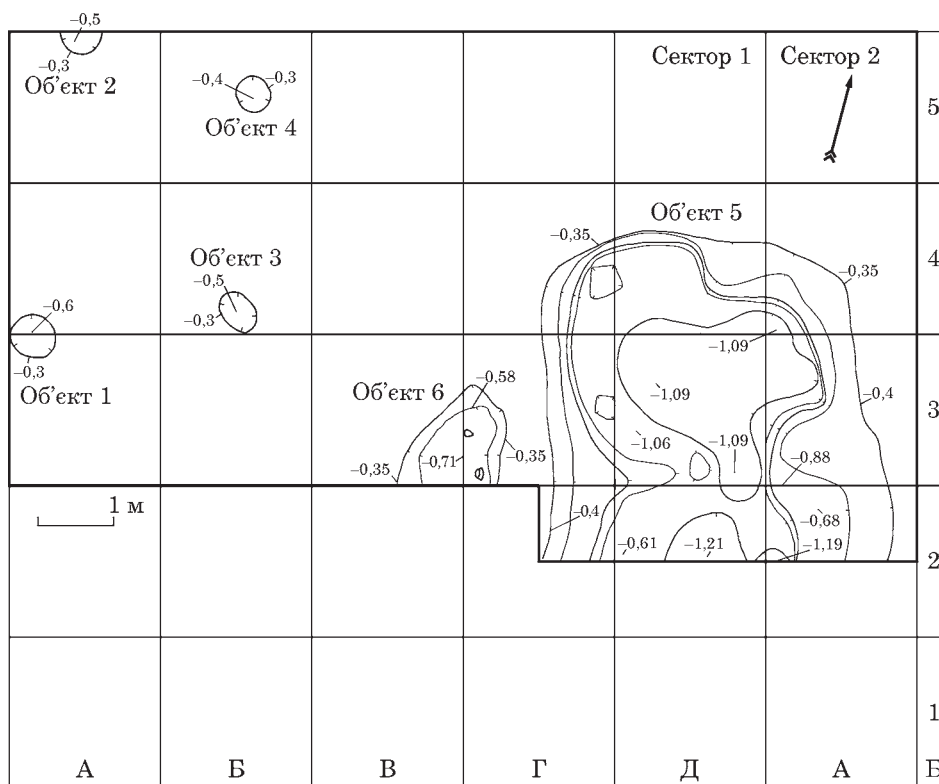 −0,5
−0,3
Об’єкт 2
−0,4
−0,3
Об’єкт 4
Сектор 1
Сектор 2
5
Об’єкт 5
−0,35
−0,35
4
Об’єкт 3
−0,5
−0,3
−0,6
−0,3
Об’єкт 1
−1,09
−0,58
Об’єкт 6
−1,09
−0,4
3
−0,35
−0,71
−0,35
−1,06
−1,09
−0,88
1 м
−0,4
−0,68
−0,61
−1,21
−1,19
2
1
А
Б
В
Г
Д
А
Б